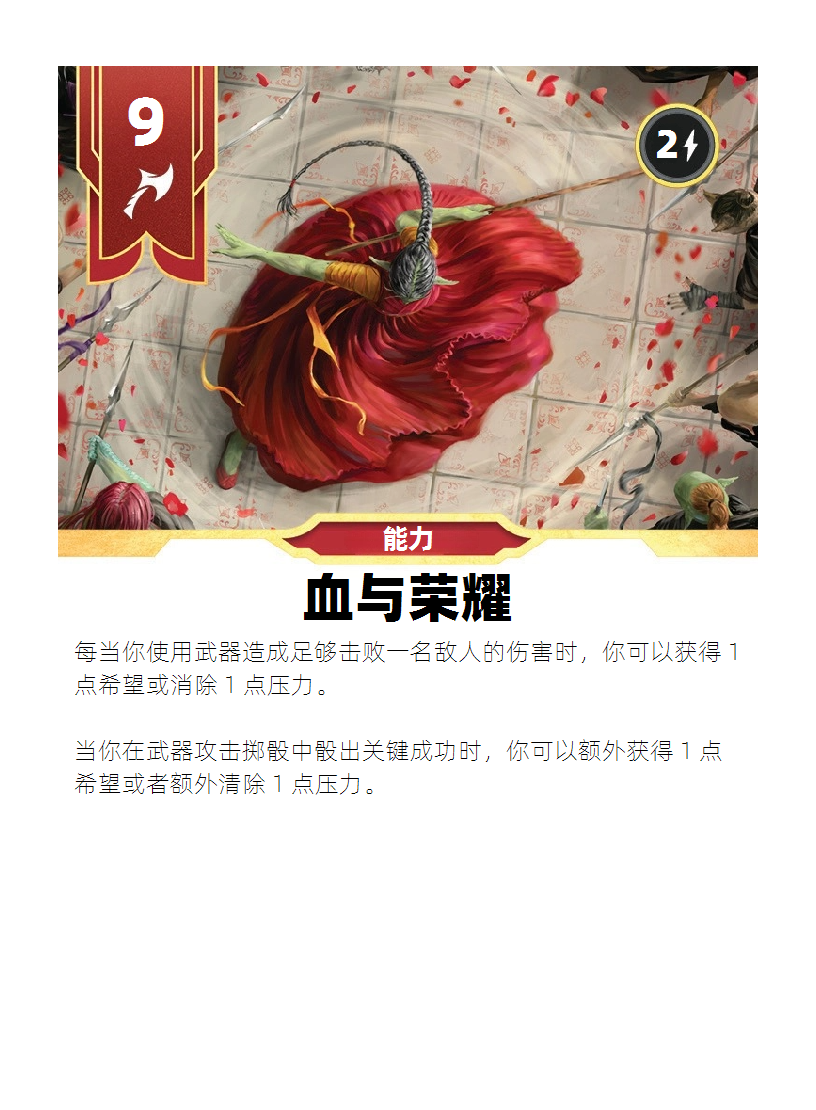 9
2
能力
血与荣耀
每当你使用武器造成足够击败一名敌人的伤害时，你可以获得 1
点希望或消除 1 点压力。
当你在武器攻击掷骰中骰出关键成功时，你可以额外获得 1 点
希望或者额外清除 1 点压力。